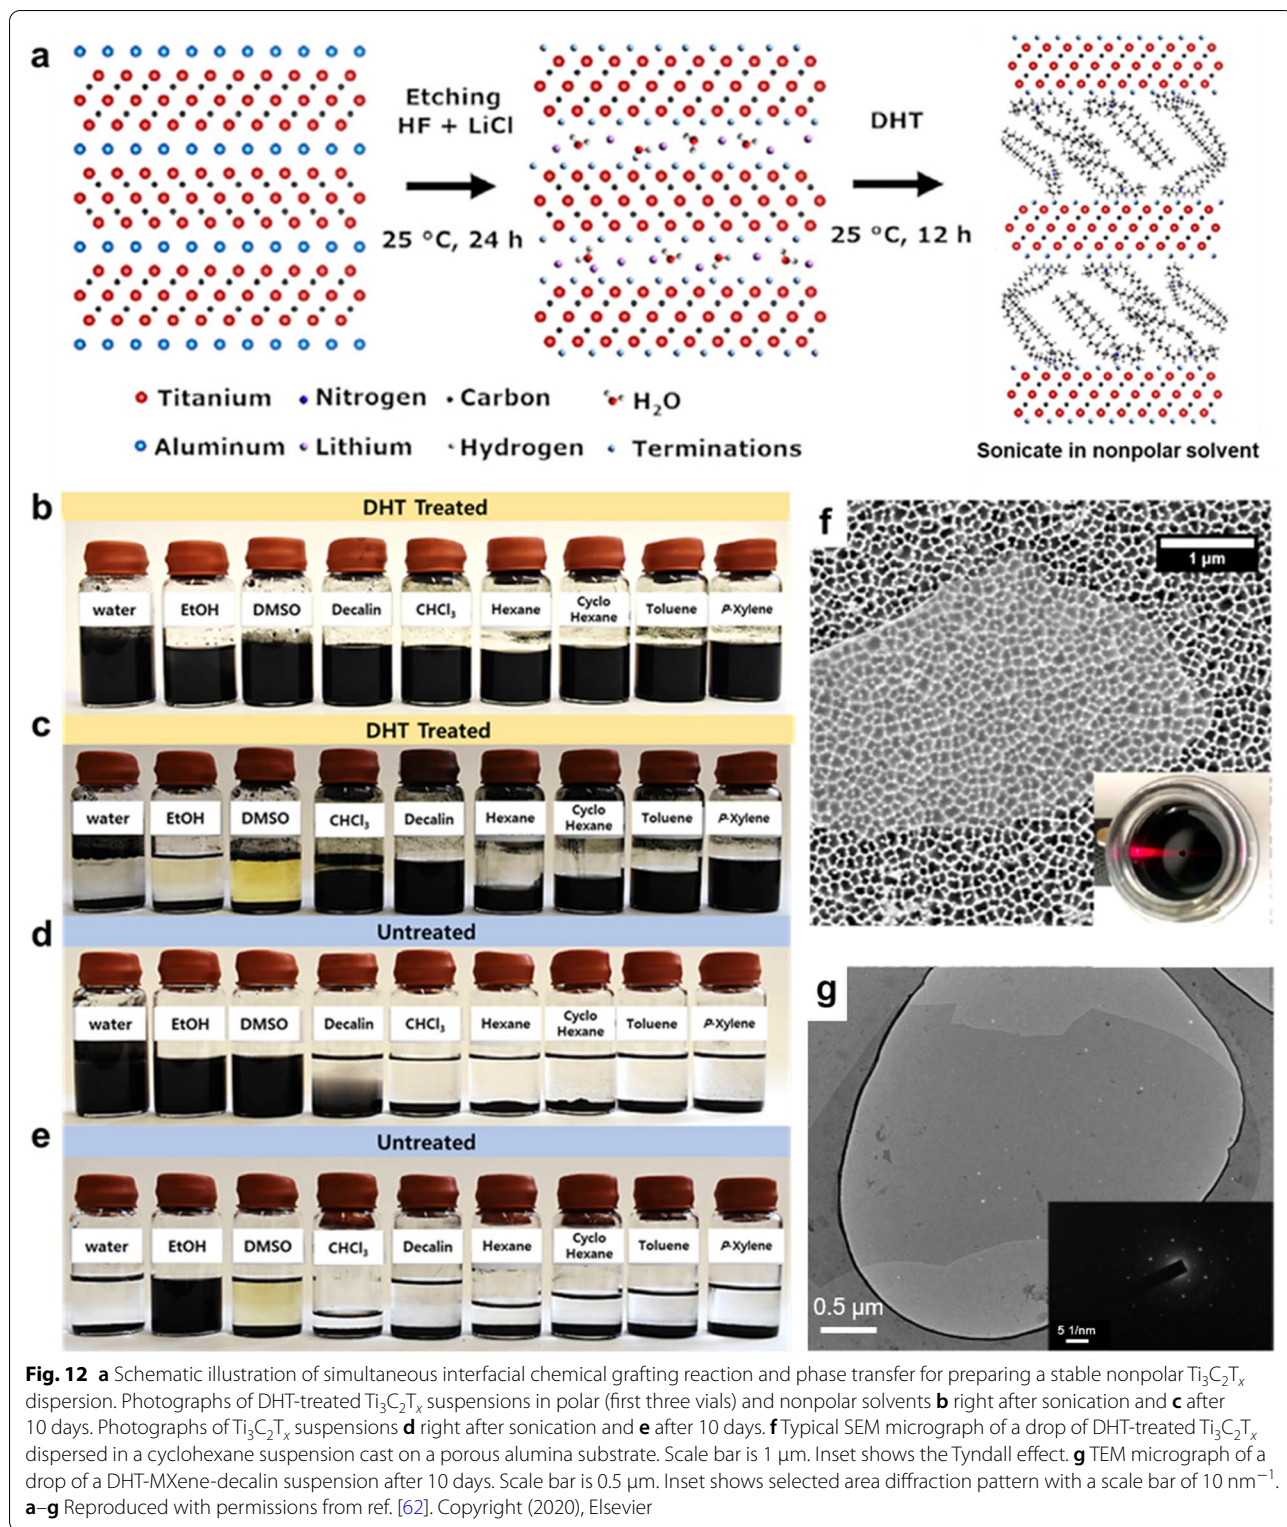 a
Etching
HF + LiCl
25 °C, 24 h
DHT
25 °C, 12 h
Titanium Nitrogen Carbon H₂O
Aluminum Lithium Hydrogen Terminations
Sonicate in nonpolar solvent
b
DHT Treated
water EtOH DMSO Decalin CHCl₃ Hexane Cyclo Hexane Toluene P-Xylene
c
DHT Treated
water EtOH DMSO CHCl₃ Decalin Hexane Cyclo Hexane Toluene P-Xylene
d
Untreated
water EtOH DMSO Decalin CHCl₃ Hexane Cyclo Hexane Toluene P-Xylene
e
Untreated
water EtOH DMSO CHCl₃ Decalin Hexane Cyclo Hexane Toluene P-Xylene
f
1 µm
g
0.5 µm
5 1/nm
Fig. 12 a Schematic illustration of simultaneous interfacial chemical grafting reaction and phase transfer for preparing a stable nonpolar Ti₃C₂Tₓ
dispersion. Photographs of DHT-treated Ti₃C₂Tₓ suspensions in polar (first three vials) and nonpolar solvents b right after sonication and c after
10 days. Photographs of Ti₃C₂Tₓ suspensions d right after sonication and e after 10 days. f Typical SEM micrograph of a drop of DHT-treated Ti₃C₂Tₓ
dispersed in a cyclohexane suspension cast on a porous alumina substrate. Scale bar is 1 µm. Inset shows the Tyndall effect. g TEM micrograph of a
drop of a DHT-MXene-decalin suspension after 10 days. Scale bar is 0.5 µm. Inset shows selected area diffraction pattern with a scale bar of 10 nm⁻¹.
a–g Reproduced with permissions from ref. [62]. Copyright (2020), Elsevier